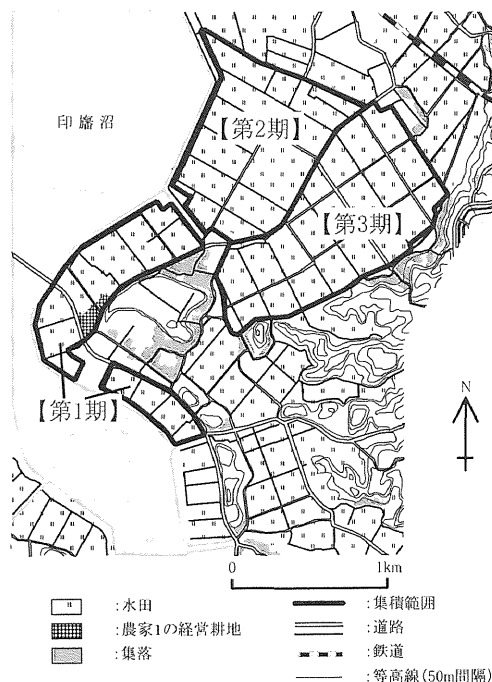 印旛沼
【第2期】
【第3期】
【第1期】
N
0 1km
:水田
:農家1の経営耕地
:集落
:集積範囲
:道路
:鉄道
:等高線(50m間隔)